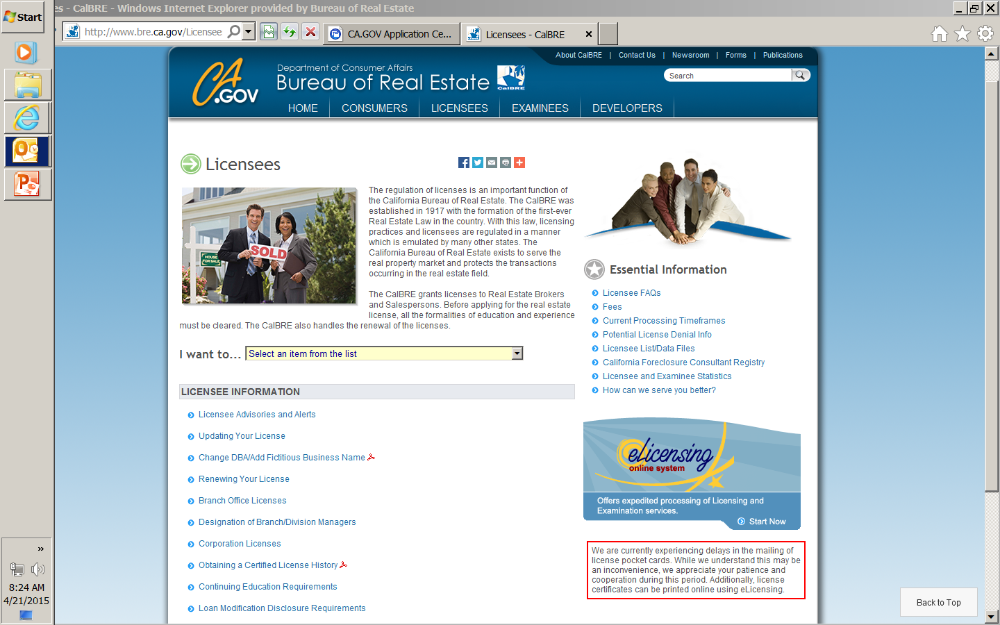 Start
es - CalBRE - Windows Internet Explorer provided by Bureau of Real Estate
http://www.bre.ca.gov/Licensee
CA.GOV Application Ce...
Licensees - CalBRE
About CalBRE | Contact Us | Newsroom | Forms | Publications
CA.GOV
Department of Consumer Affairs
Bureau of Real Estate
CalBRE
Search
HOME CONSUMERS LICENSEES EXAMINEES DEVELOPERS
Licensees
HOUSE FOR SALE
SOLD
The regulation of licenses is an important function of
the California Bureau of Real Estate. The CalBRE was
established in 1917 with the formation of the first-ever
Real Estate Law in the country. With this law, licensing
practices and licensees are regulated in a manner
which is emulated by many other states. The
California Bureau of Real Estate exists to serve the
real property market and protects the transactions
occurring in the real estate field.
The CalBRE grants licenses to Real Estate Brokers
and Salespersons. Before applying for the real estate
license, all the formalities of education and experience
must be cleared. The CalBRE also handles the renewal of the licenses.
I want to... Select an item from the list
LICENSEE INFORMATION
Licensee Advisories and Alerts
Updating Your License
Change DBA/Add Fictitious Business Name
Renewing Your License
Branch Office Licenses
Designation of Branch/Division Managers
Corporation Licenses
Obtaining a Certified License History
Continuing Education Requirements
Loan Modification Disclosure Requirements
Essential Information
Licensee FAQs
Fees
Current Processing Timeframes
Potential License Denial Info
Licensee List/Data Files
California Foreclosure Consultant Registry
Licensee and Examinee Statistics
How can we serve you better?
eLicensing
online system
Offers expedited processing of Licensing and
Examination services.
Start Now
We are currently experiencing delays in the mailing of
license pocket cards. While we understand this may be
an inconvenience, we appreciate your patience and
cooperation during this period. Additionally, license
certificates can be printed online using eLicensing.
Back to Top
8:24 AM
4/21/2015